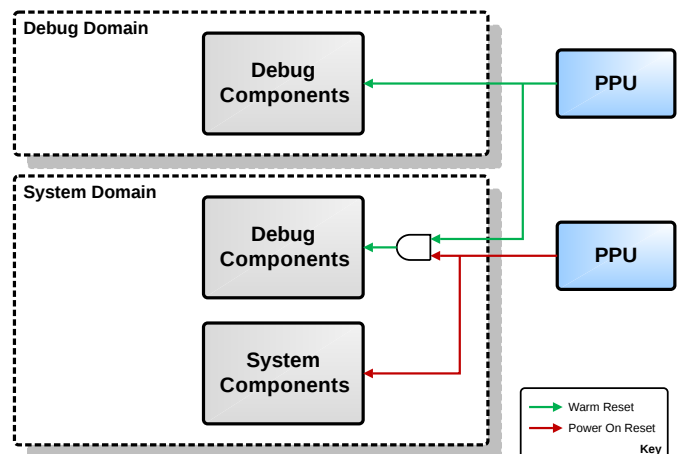 Debug Domain
Debug
Components
PPU
System Domain
Debug
Components
PPU
System
Components
Warm Reset
Power On Reset
Key